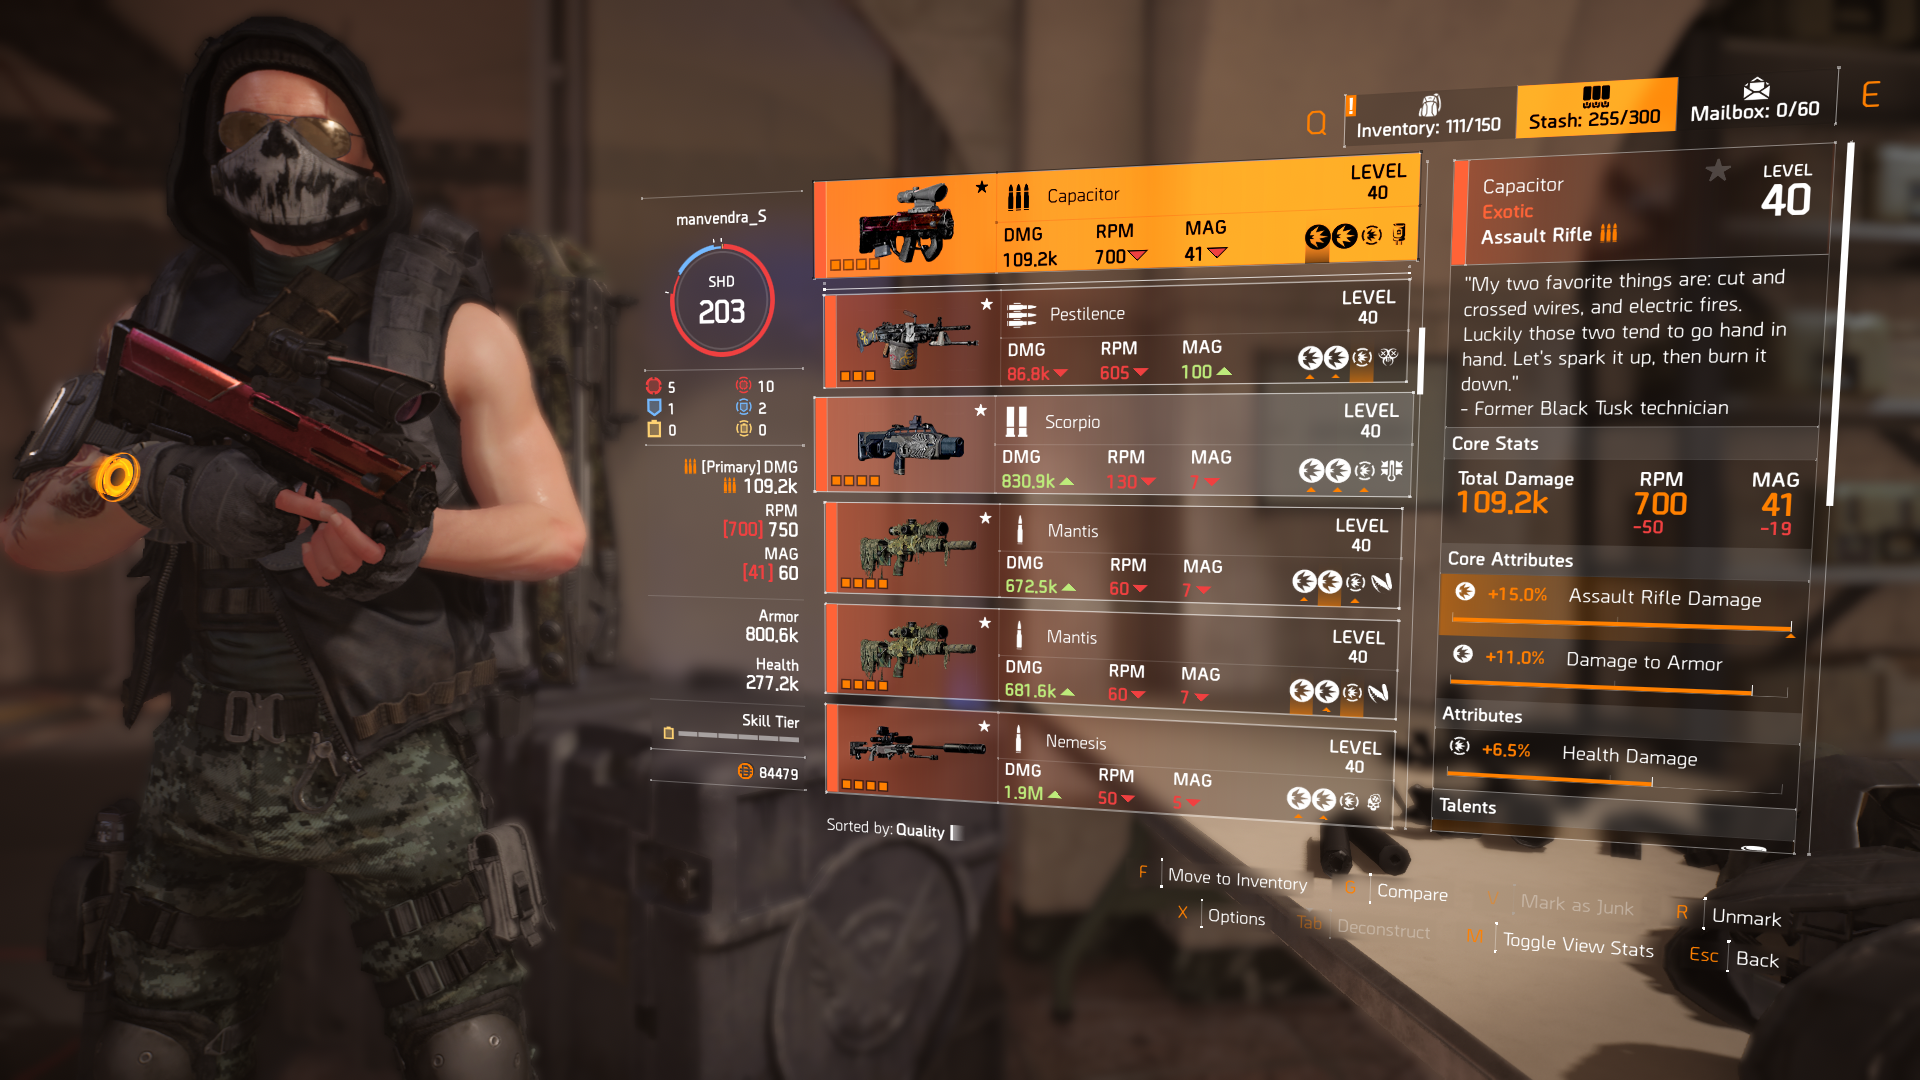 Q
!
Inventory: 111/150
Stash: 255/300
Mailbox: 0/60
E
manvendra_S
SHD
203
5
10
1
2
0
0
[Primary] DMG
109.2k
RPM
[700] 750
MAG
[41] 60
Armor
800.6k
Health
277.2k
Skill Tier
84479
Capacitor
LEVEL
40
DMG
RPM
MAG
109.2k
700
41
Pestilence
LEVEL
40
DMG
RPM
MAG
86.8k
605
100
Scorpio
LEVEL
40
DMG
RPM
MAG
830.9k
130
7
Mantis
LEVEL
40
DMG
RPM
MAG
672.5k
60
7
Mantis
LEVEL
40
DMG
RPM
MAG
681.6k
60
7
Nemesis
LEVEL
40
DMG
RPM
MAG
1.9M
50
5
Sorted by: Quality
Capacitor
Exotic
Assault Rifle
LEVEL
40
"My two favorite things are: cut and
crossed wires, and electric fires.
Luckily those two tend to go hand in
hand. Let's spark it up, then burn it
down."
- Former Black Tusk technician
Core Stats
Total Damage
RPM
MAG
109.2k
700
41
-50
-19
Core Attributes
+15.0% Assault Rifle Damage
+11.0% Damage to Armor
Attributes
+6.5% Health Damage
Talents
F Move to Inventory
G Compare
Mark as Junk
R Unmark
X Options
Tab Deconstruct
M Toggle View Stats
Esc Back